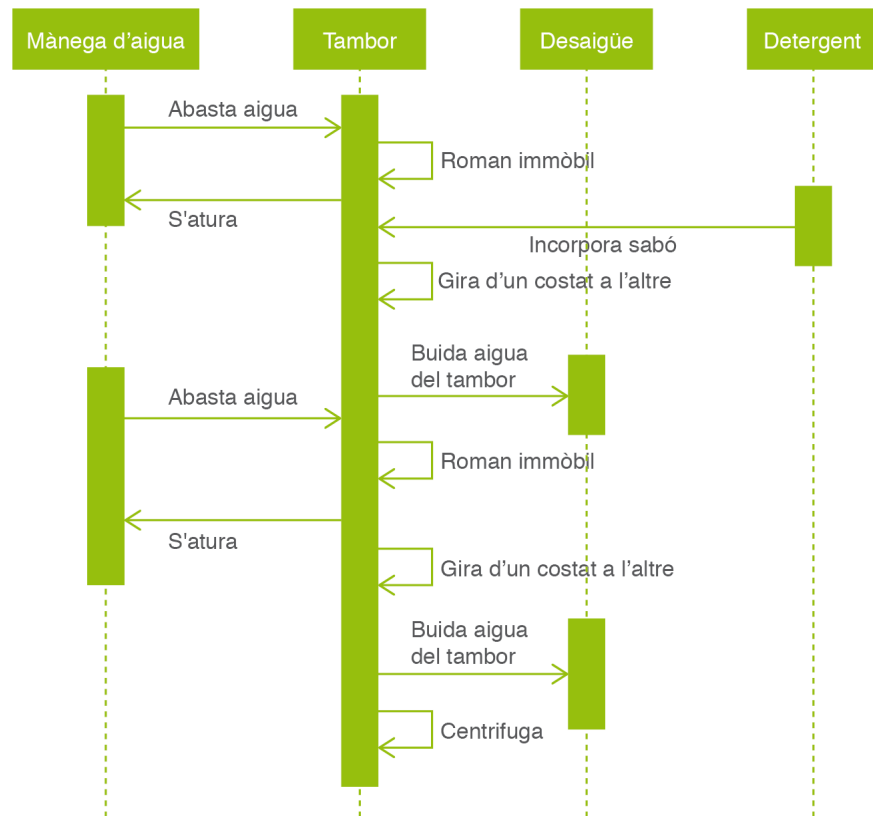 Mànega d’aigua
Tambor
Desaigüe
Detergent
Abasta aigua
Roman immòbil
S'atura
Incorpora sabó
Gira d’un costat a l’altre
Buida aigua
del tambor
Abasta aigua
Roman immòbil
S'atura
Gira d’un costat a l’altre
Buida aigua
del tambor
Centrifuga